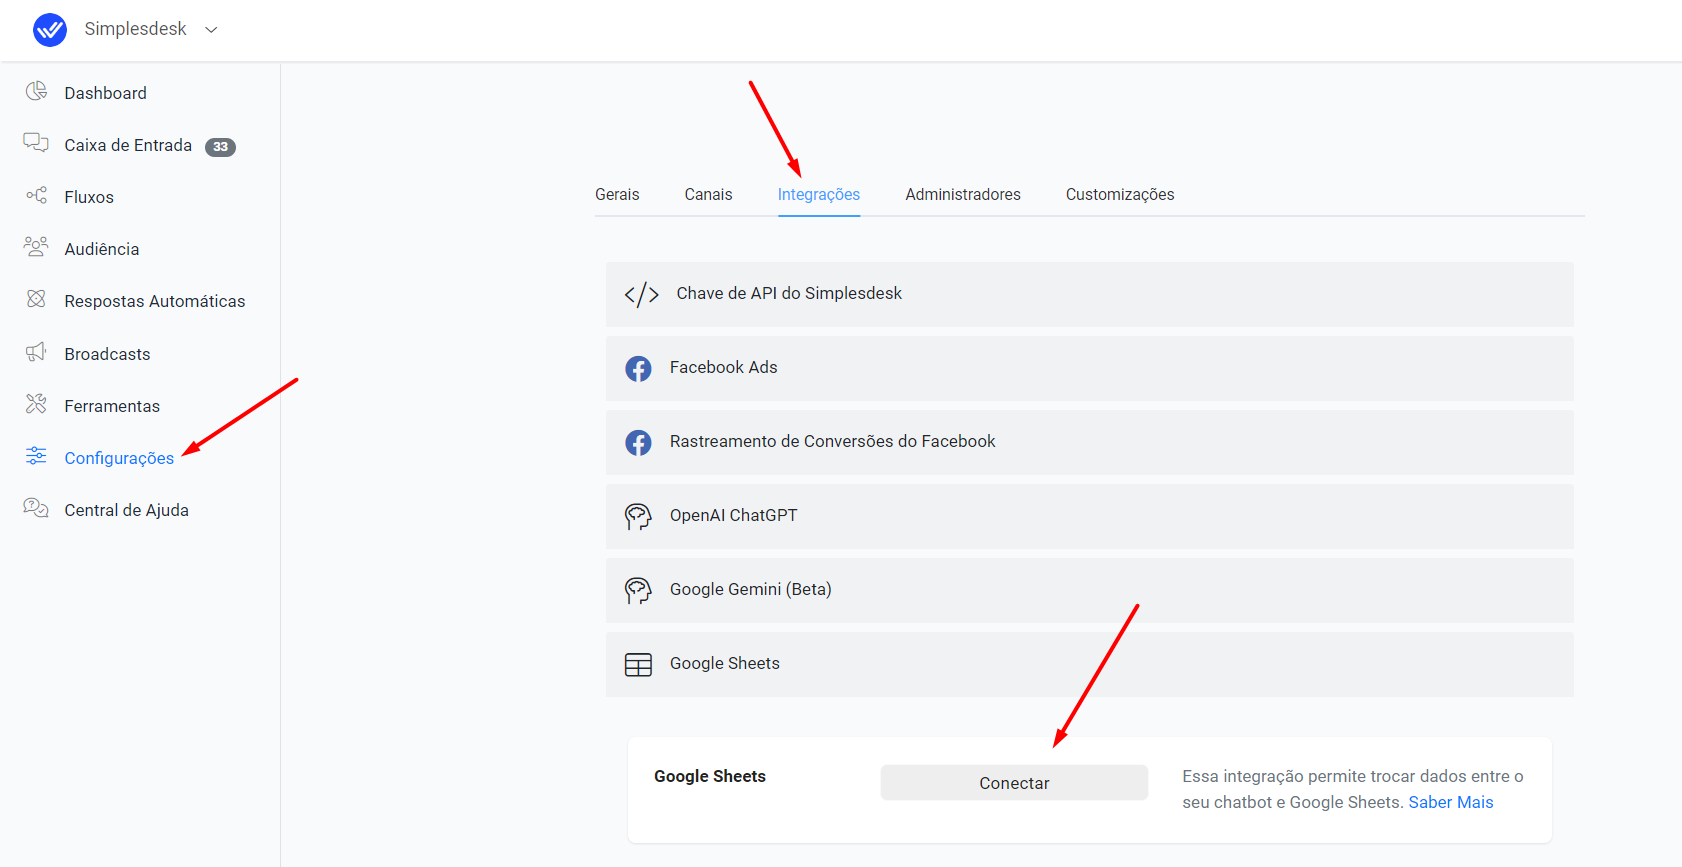 Simplesdesk
Dashboard
Caixa de Entrada 33
Fluxos
Audiência
Respostas Automáticas
Broadcasts
Ferramentas
Configurações
Central de Ajuda
Gerais Canais Integrações Administradores Customizações
</> Chave de API do Simplesdesk
Facebook Ads
Rastreamento de Conversões do Facebook
OpenAI ChatGPT
Google Gemini (Beta)
Google Sheets
Google Sheets
Conectar
Essa integração permite trocar dados entre o
seu chatbot e Google Sheets. Saber Mais